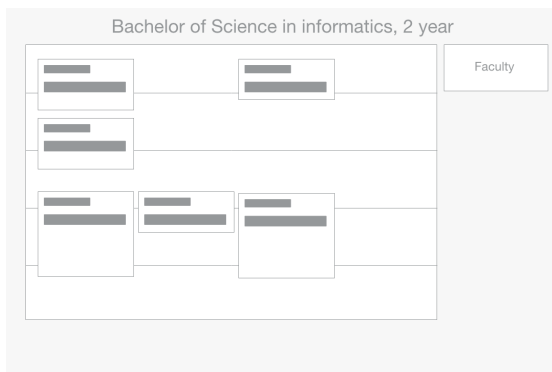 Bachelor of Science in informatics, 2 year
Faculty